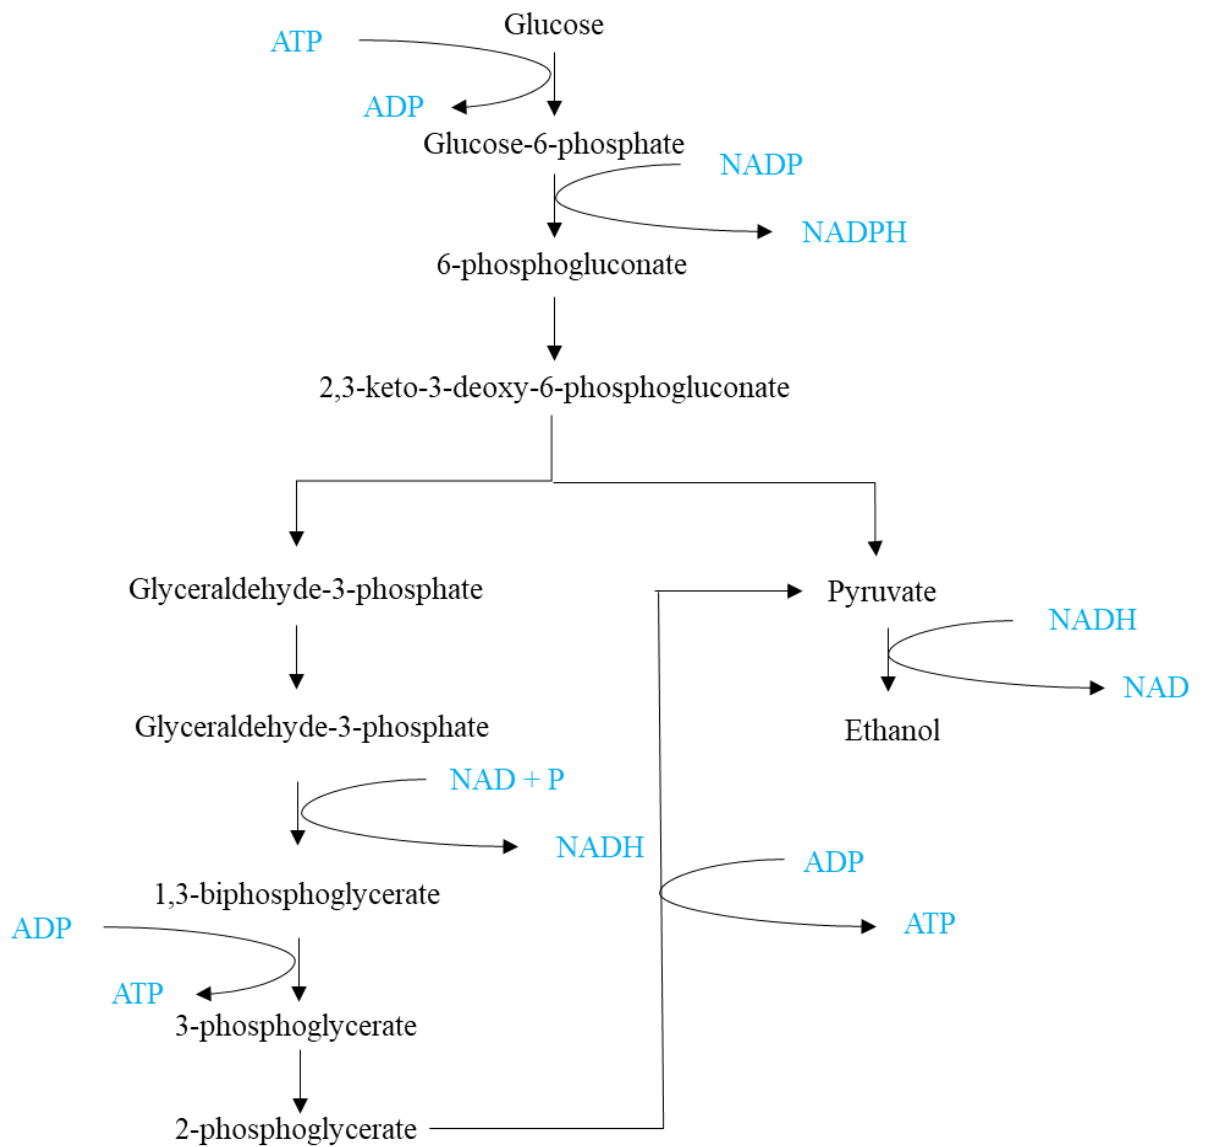 Glucose
ATP
ADP
Glucose-6-phosphate
NADP
NADPH
6-phosphogluconate
2,3-keto-3-deoxy-6-phosphogluconate
Glyceraldehyde-3-phosphate
Pyruvate
NADH
NAD
Glyceraldehyde-3-phosphate
Ethanol
NAD + P
NADH
ADP
1,3-biphosphoglycerate
ADP
ATP
ATP
3-phosphoglycerate
2-phosphoglycerate